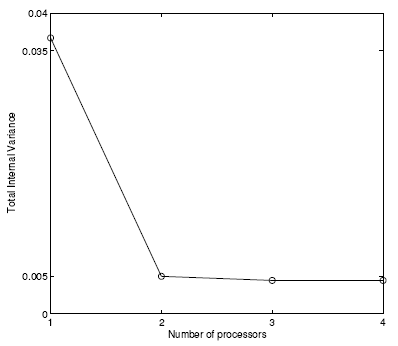 0.04
0.035
Total Internal Variance
0.005
0
1 2 3 4
Number of processors